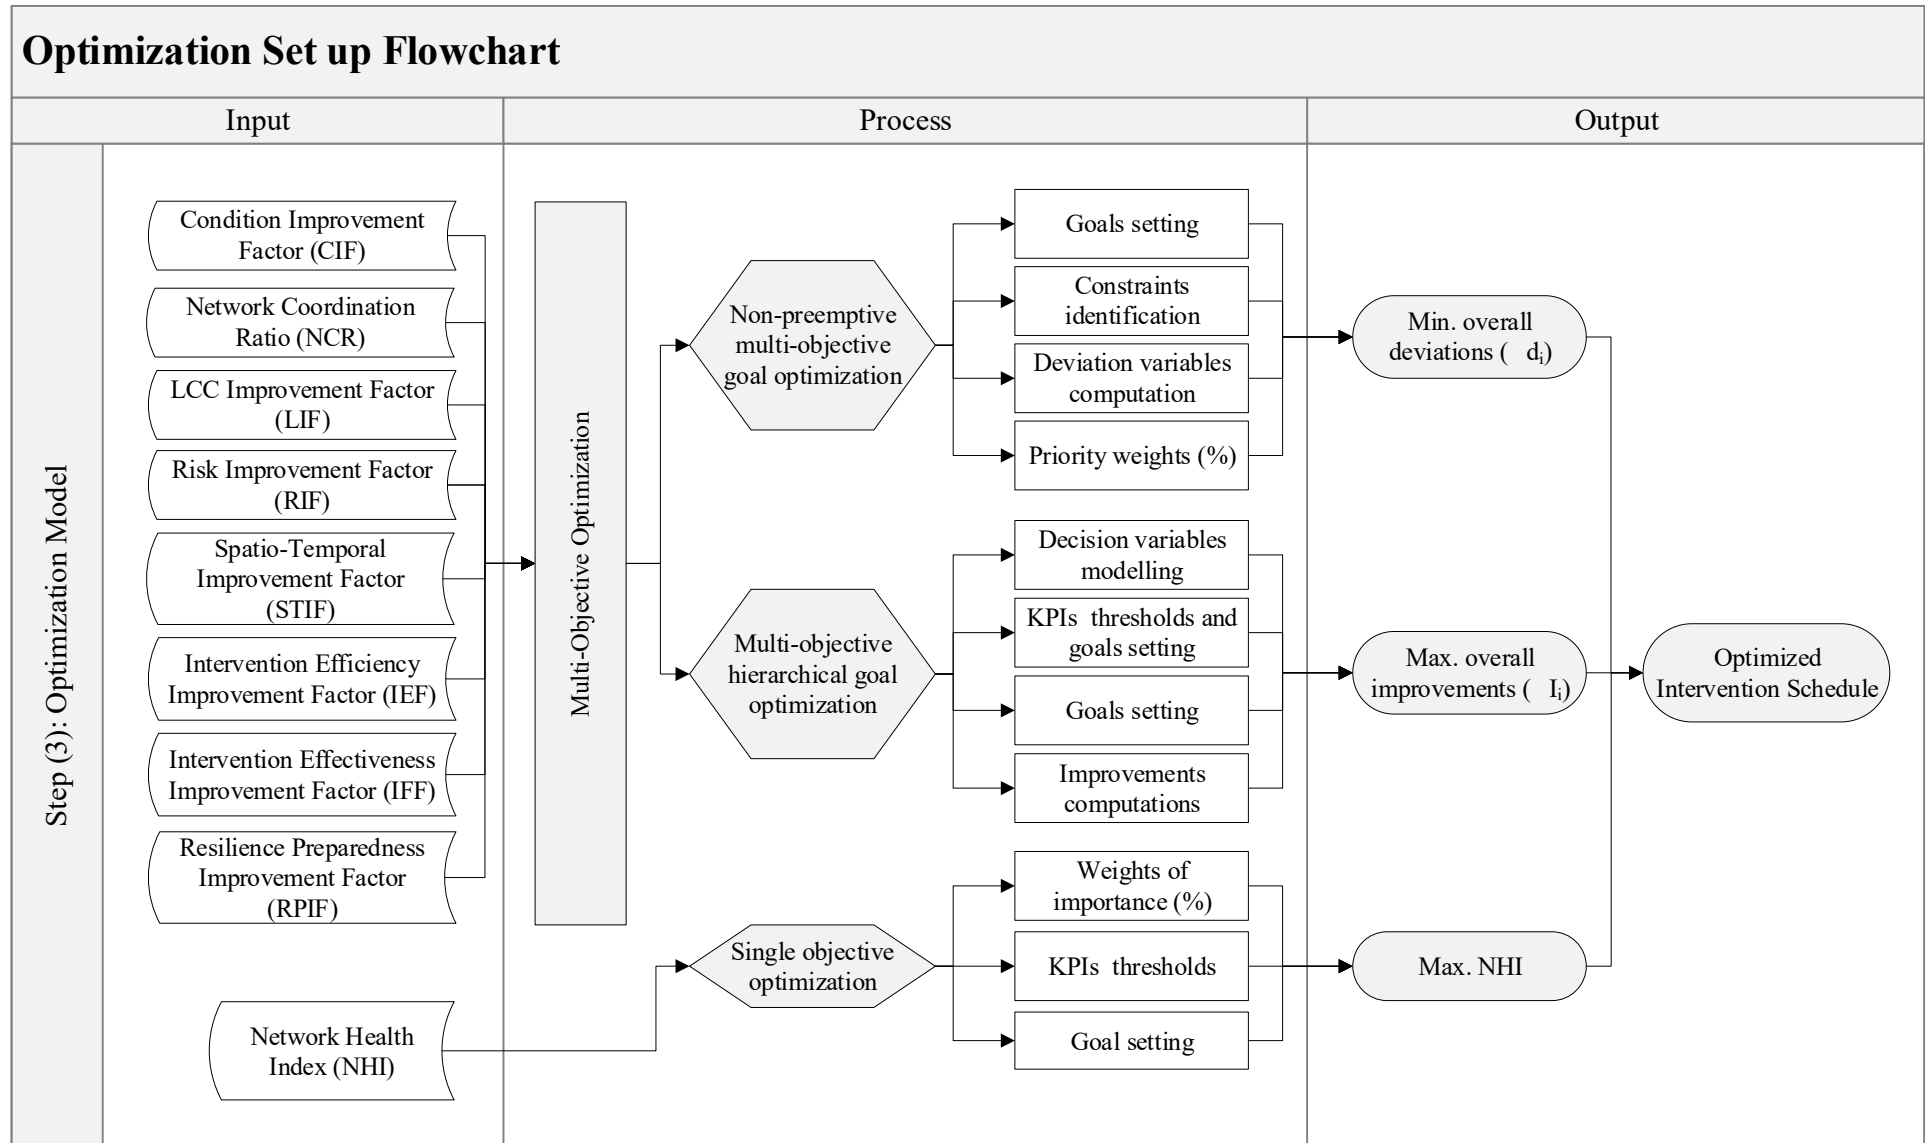 Optimization Set up Flowchart
Input
Process
Output
Step (3): Optimization Model
Condition Improvement
Factor (CIF)
Network Coordination
Ratio (NCR)
LCC Improvement Factor
(LIF)
Risk Improvement Factor
(RIF)
Spatio-Temporal
Improvement Factor
(STIF)
Intervention Efficiency
Improvement Factor (IEF)
Intervention Effectiveness
Improvement Factor (IFF)
Resilience Preparedness
Improvement Factor
(RPIF)
Network Health
Index (NHI)
Multi-Objective Optimization
Non-preemptive
multi-objective
goal optimization
Multi-objective
hierarchical goal
optimization
Single objective
optimization
Goals setting
Constraints
identification
Deviation variables
computation
Priority weights (%)
Decision variables
modelling
KPIs  thresholds and
goals setting
Goals setting
Improvements
computations
Weights of
importance (%)
KPIs  thresholds
Goal setting
Min. overall
deviations (   dᵢ)
Max. overall
improvements (   Iᵢ)
Max. NHI
Optimized
Intervention Schedule